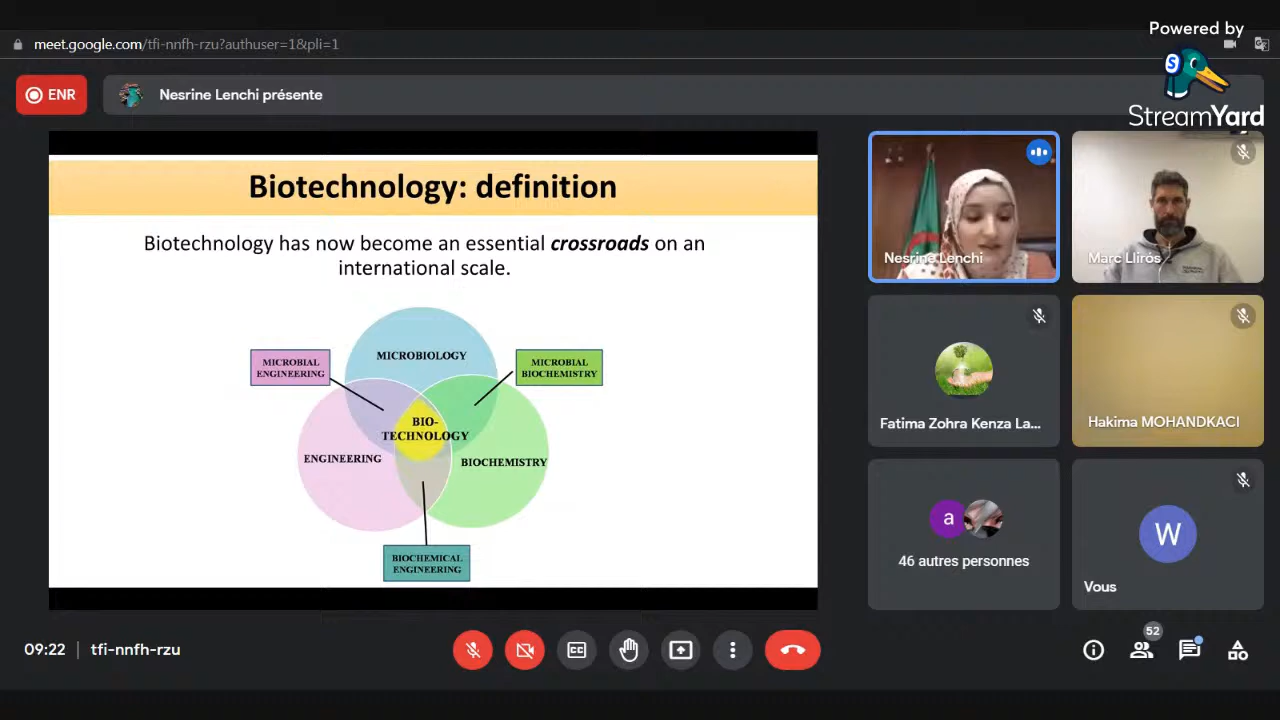 Powered by
StreamYard
meet.google.com/tfi-nnfh-rzu?authuser=1&pli=1
ENR
Nesrine Lenchi présente
Biotechnology: definition
Biotechnology has now become an essential crossroads on an
international scale.
MICROBIOLOGY
MICROBIAL
ENGINEERING
MICROBIAL
BIOCHEMISTRY
BIO-
TECHNOLOGY
ENGINEERING
BIOCHEMISTRY
BIOCHEMICAL
ENGINEERING
Nesrine Lenchi
Marc Llirós
Fatima Zohra Kenza La...
Hakima MOHANDKACI
a
46 autres personnes
W
Vous
09:22 | tfi-nnfh-rzu
CC
52